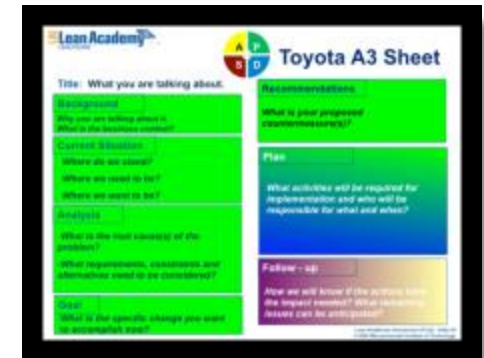 Lean Academy
Toyota A3 Sheet
A P
S D
Title: What you are talking about.
Background
Why you are talking about it.
What is the business context?
Current Situation
Where do we stand?
Where we need to be?
Where we want to be?
Analysis
-What is the root cause(s) of the
problem?
-What requirements, constraints and
alternatives need to be considered?
Goal
What is the specific change you want
to accomplish now?
Recommendations
What is your proposed
countermeasure(s)?
Plan
What activities will be required for
implementation and who will be
responsible for what and when?
Follow - up
How we will know if the actions have
the impact needed? What remaining
issues can be anticipated?